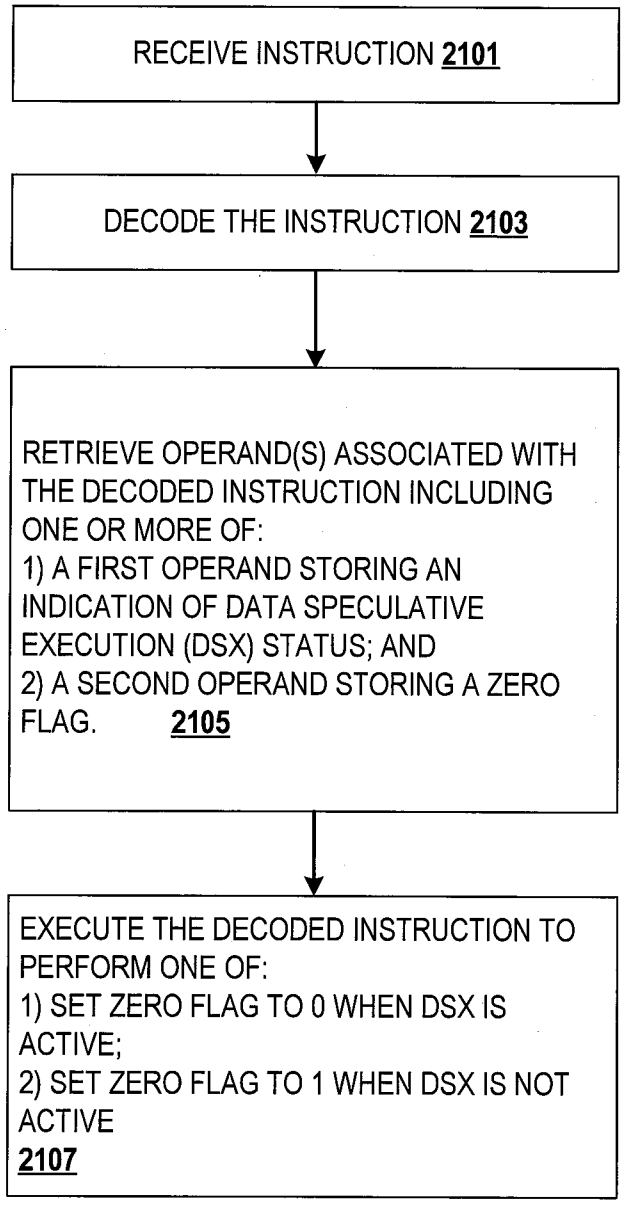 RECEIVE INSTRUCTION 2101
DECODE THE INSTRUCTION 2103
RETRIEVE OPERAND(S) ASSOCIATED WITH
THE DECODED INSTRUCTION INCLUDING
ONE OR MORE OF:
1) A FIRST OPERAND STORING AN
INDICATION OF DATA SPECULATIVE
EXECUTION (DSX) STATUS; AND
2) A SECOND OPERAND STORING A ZERO
FLAG. 2105
EXECUTE THE DECODED INSTRUCTION TO
PERFORM ONE OF:
1) SET ZERO FLAG TO 0 WHEN DSX IS
ACTIVE;
2) SET ZERO FLAG TO 1 WHEN DSX IS NOT
ACTIVE
2107